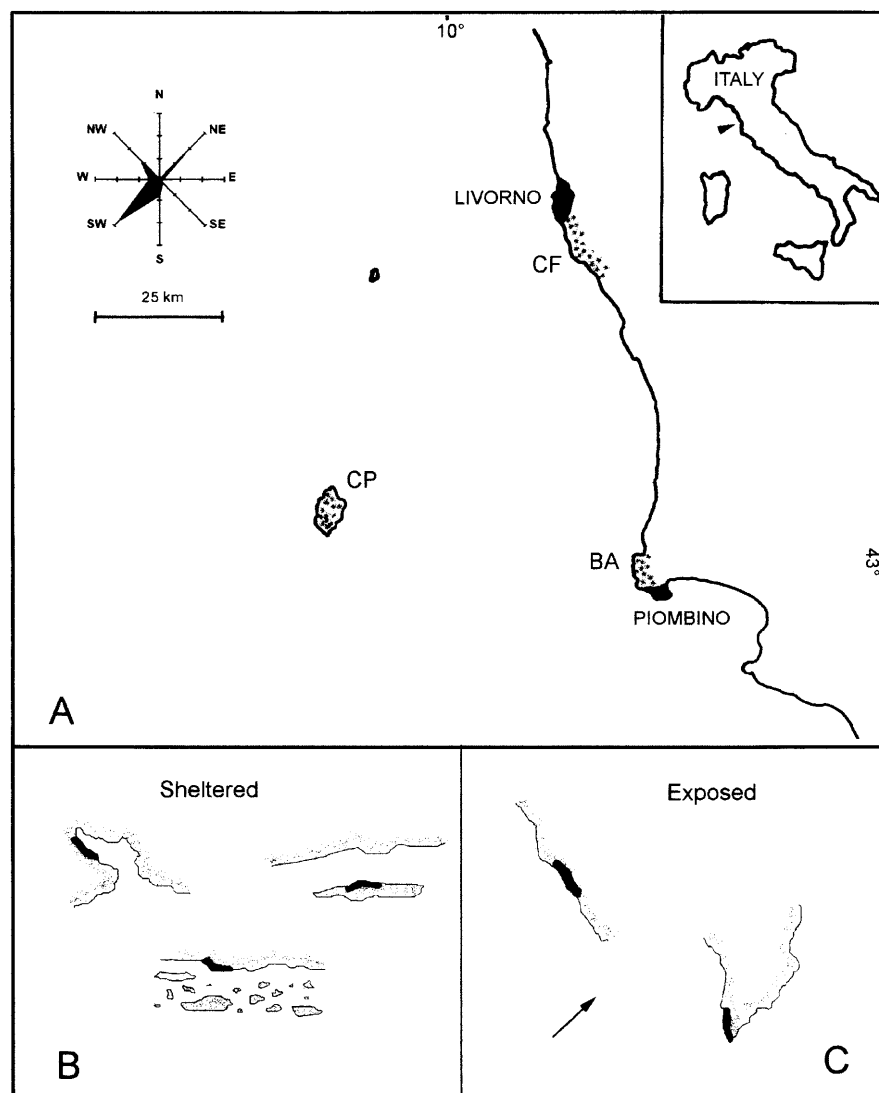 10°
ITALY
N
NW NE
W E
SW SE
S
25 km
LIVORNO
CF
CP
BA
PIOMBINO
43°
A
Sheltered
B
Exposed
C